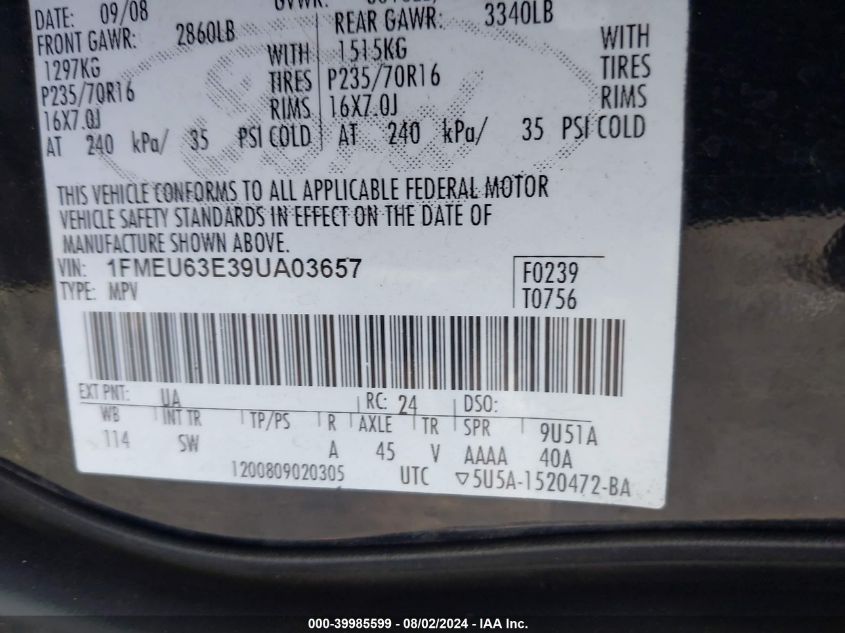 DATE: 09/08
FRONT GAWR: 2860LB REAR GAWR: 3340LB
1297KG WITH 1515KG WITH
P235/70R16 TIRES P235/70R16 TIRES
16X7.0J RIMS 16X7.0J RIMS
AT 240 kPa/ 35 PSI COLD AT 240 kPa/ 35 PSI COLD
THIS VEHICLE CONFORMS TO ALL APPLICABLE FEDERAL MOTOR
VEHICLE SAFETY STANDARDS IN EFFECT ON THE DATE OF
MANUFACTURE SHOWN ABOVE.
VIN: 1FMEU63E39UA03657 F0239
TYPE: MPV T0756
EXT PNT: UA RC: 24 DSO:
WB INT TR TP/PS R AXLE TR SPR 9U51A
114 SW A 45 V AAAA 40A
1200809020305 UTC ▽5U5A-1520472-BA
000-39985599 - 08/02/2024 - IAA Inc.